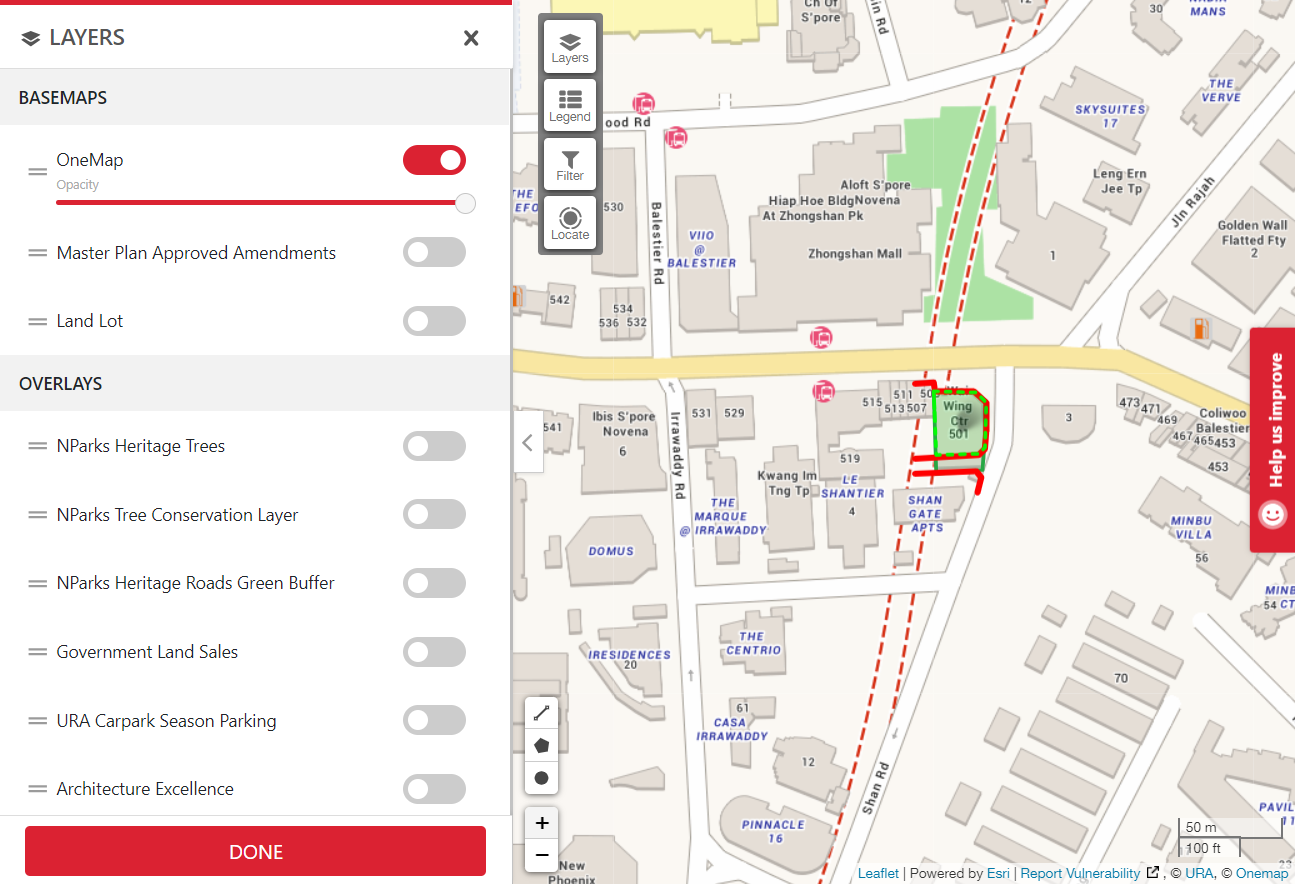 LAYERS
BASEMAPS
OneMap
Opacity
Master Plan Approved Amendments
Land Lot
OVERLAYS
NParks Heritage Trees
NParks Tree Conservation Layer
NParks Heritage Roads Green Buffer
Government Land Sales
URA Carpark Season Parking
Architecture Excellence
DONE
Layers
Legend
Filter
Locate
Ch Of
S'pore
in Rd
12
30
NADIA
MANS
THE
VERVE
SKYSUITES
17
ood Rd
Leng Ern
Jee Tp
Jln Rajah
Golden Wall
Flatted Fty
2
THE
530
Balestier Rd
VIIO
@
BALESTIER
Aloft S'pore
Hiap Hoe Bldg
Novena
At Zhongshan Pk
Zhongshan Mall
1
542
534
536
532
541
Ibis S'pore
Novena
6
531
529
Irrawaddy Rd
515
511
513
507
Wing
Ctr
501
3
473
471
469
467
465
453
453
Coliwoo
Balestier
519
Kwang Im
Tng Tp
LE
SHANTIER
4
SHAN
GATE
APTS
THE
MARQUE
@ IRRAWADDY
DOMUS
MINBU
VILLA
56
MINB
54
CT
IRESIDENCES
20
THE
CENTRIO
70
61
CASA
IRRAWADDY
12
Shan Rd
PINNACLE
16
New
Phoenix
PAVIL
11
23
Help us improve
+
−
50 m
100 ft
Leaflet | Powered by Esri | Report Vulnerability , © URA, © Onemap